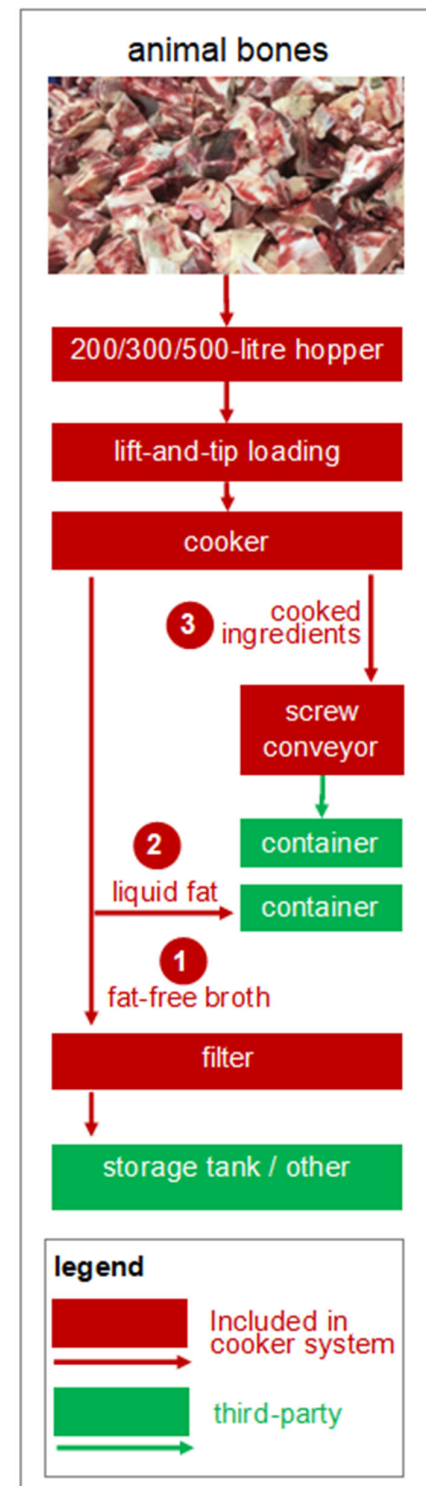 animal bones
200/300/500-litre hopper
lift-and-tip loading
cooker
3
cooked
ingredients
screw
conveyor
container
2
liquid fat
container
1
fat-free broth
filter
storage tank / other
legend
Included in
cooker system
third-party